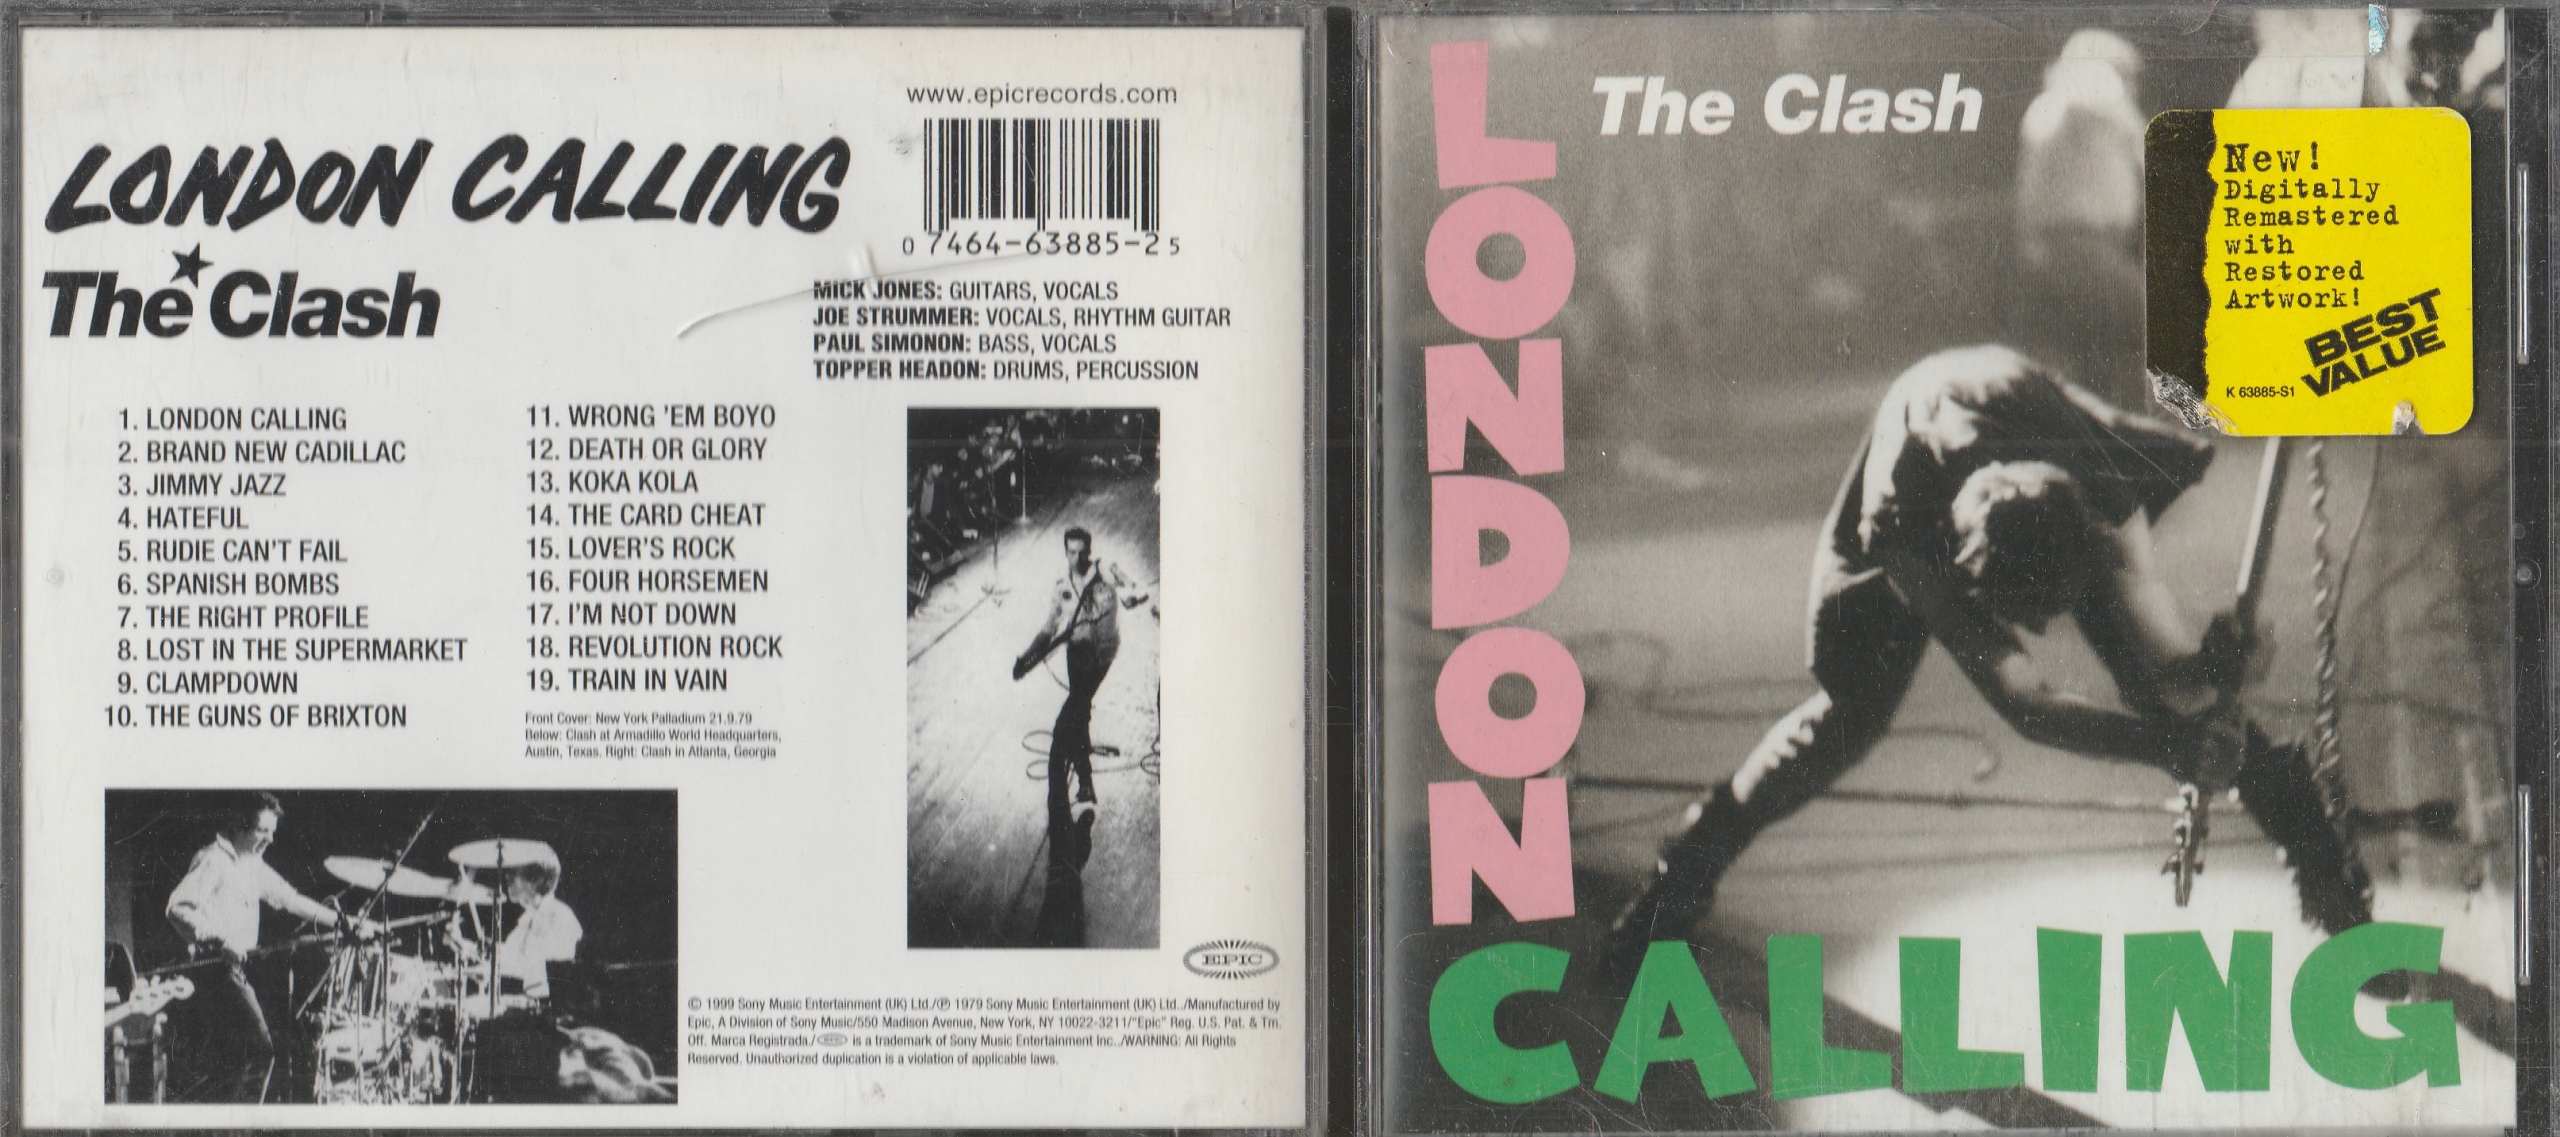 www.epicrecords.com
LONDON CALLING
The Clash
0 7464-63885-2 5
MICK JONES: GUITARS, VOCALS
JOE STRUMMER: VOCALS, RHYTHM GUITAR
PAUL SIMONON: BASS, VOCALS
TOPPER HEADON: DRUMS, PERCUSSION
1. LONDON CALLING
2. BRAND NEW CADILLAC
3. JIMMY JAZZ
4. HATEFUL
5. RUDIE CAN'T FAIL
6. SPANISH BOMBS
7. THE RIGHT PROFILE
8. LOST IN THE SUPERMARKET
9. CLAMPDOWN
10. THE GUNS OF BRIXTON
11. WRONG 'EM BOYO
12. DEATH OR GLORY
13. KOKA KOLA
14. THE CARD CHEAT
15. LOVER'S ROCK
16. FOUR HORSEMEN
17. I'M NOT DOWN
18. REVOLUTION ROCK
19. TRAIN IN VAIN
Front Cover: New York Palladium 21.9.79
Below: Clash at Armadillo World Headquarters,
Austin, Texas. Right: Clash in Atlanta, Georgia
EPIC
© 1999 Sony Music Entertainment (UK) Ltd./℗ 1979 Sony Music Entertainment (UK) Ltd../Manufactured by
Epic, A Division of Sony Music/550 Madison Avenue, New York, NY 10022-3211/"Epic" Reg. U.S. Pat. & Tm.
Off. Marca Registrada./ is a trademark of Sony Music Entertainment Inc../WARNING: All Rights
Reserved. Unauthorized duplication is a violation of applicable laws.
The Clash
LONDON
CALLING
New!
Digitally
Remastered
with
Restored
Artwork!
BEST
VALUE
K 63885-S1